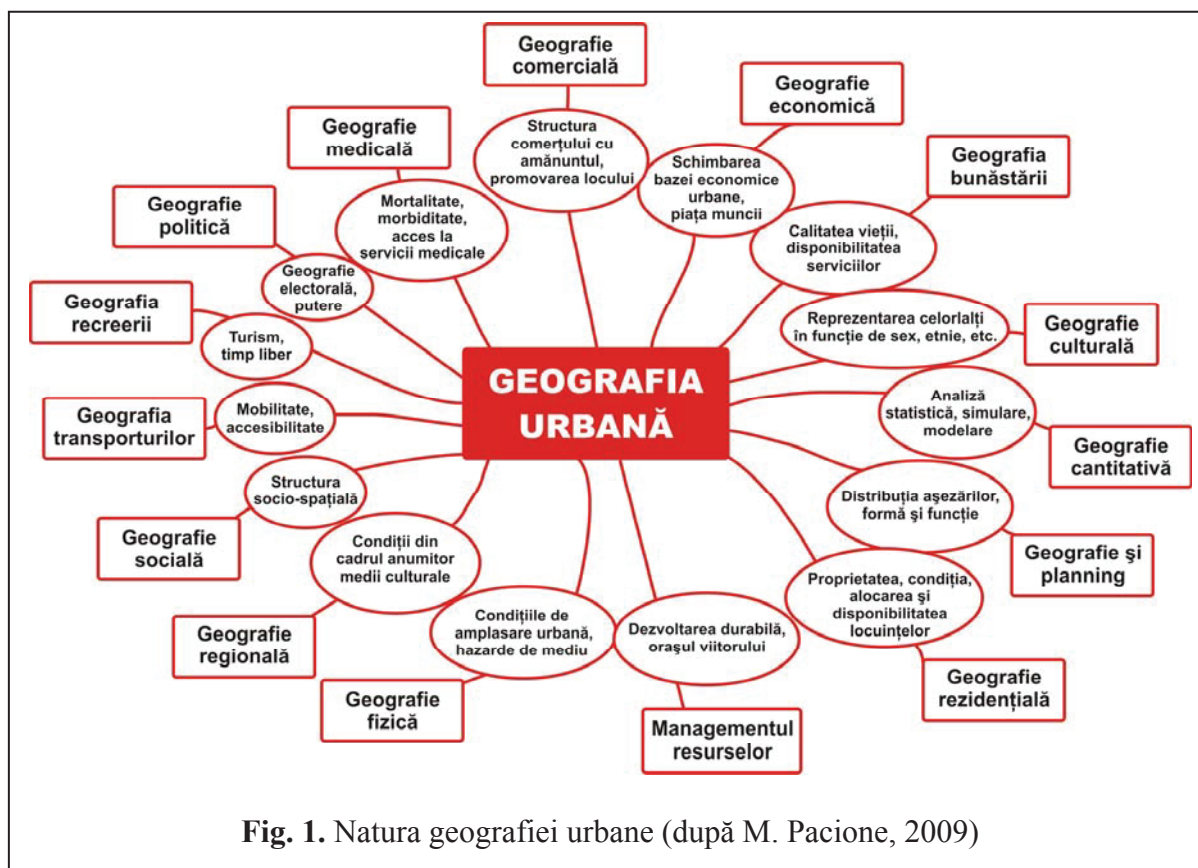 Geografie
comercială
Geografie
economică
Geografie
medicală
Structura
comerțului cu
amănuntul,
promovarea locului
Schimbarea
bazei economice
urbane,
piața muncii
Geografia
bunăstării
Geografie
politică
Mortalitate,
morbiditate,
acces la
servicii medicale
Calitatea vieții,
disponibilitatea
serviciilor
Geografie
electorală,
putere
Geografia
recreerii
Turism,
timp liber
Reprezentarea celorlalți
în funcție de sex, etnie, etc.
Geografie
culturală
GEOGRAFIA
URBANĂ
Geografia
transporturilor
Mobilitate,
accesibilitate
Analiză
statistică, simulare,
modelare
Geografie
cantitativă
Structura
socio-spațială
Geografie
socială
Distribuția aşezărilor,
formă şi funcție
Geografie şi
planning
Condiții din
cadrul anumitor
medii culturale
Geografie
regională
Proprietatea, condiția,
alocarea şi
disponibilitatea
locuințelor
Geografie
rezidențială
Condițiile de
amplasare urbană,
hazarde de mediu
Geografie
fizică
Dezvoltarea durabilă,
oraşul viitorului
Managementul
resurselor
Fig. 1. Natura geografiei urbane (după M. Pacione, 2009)